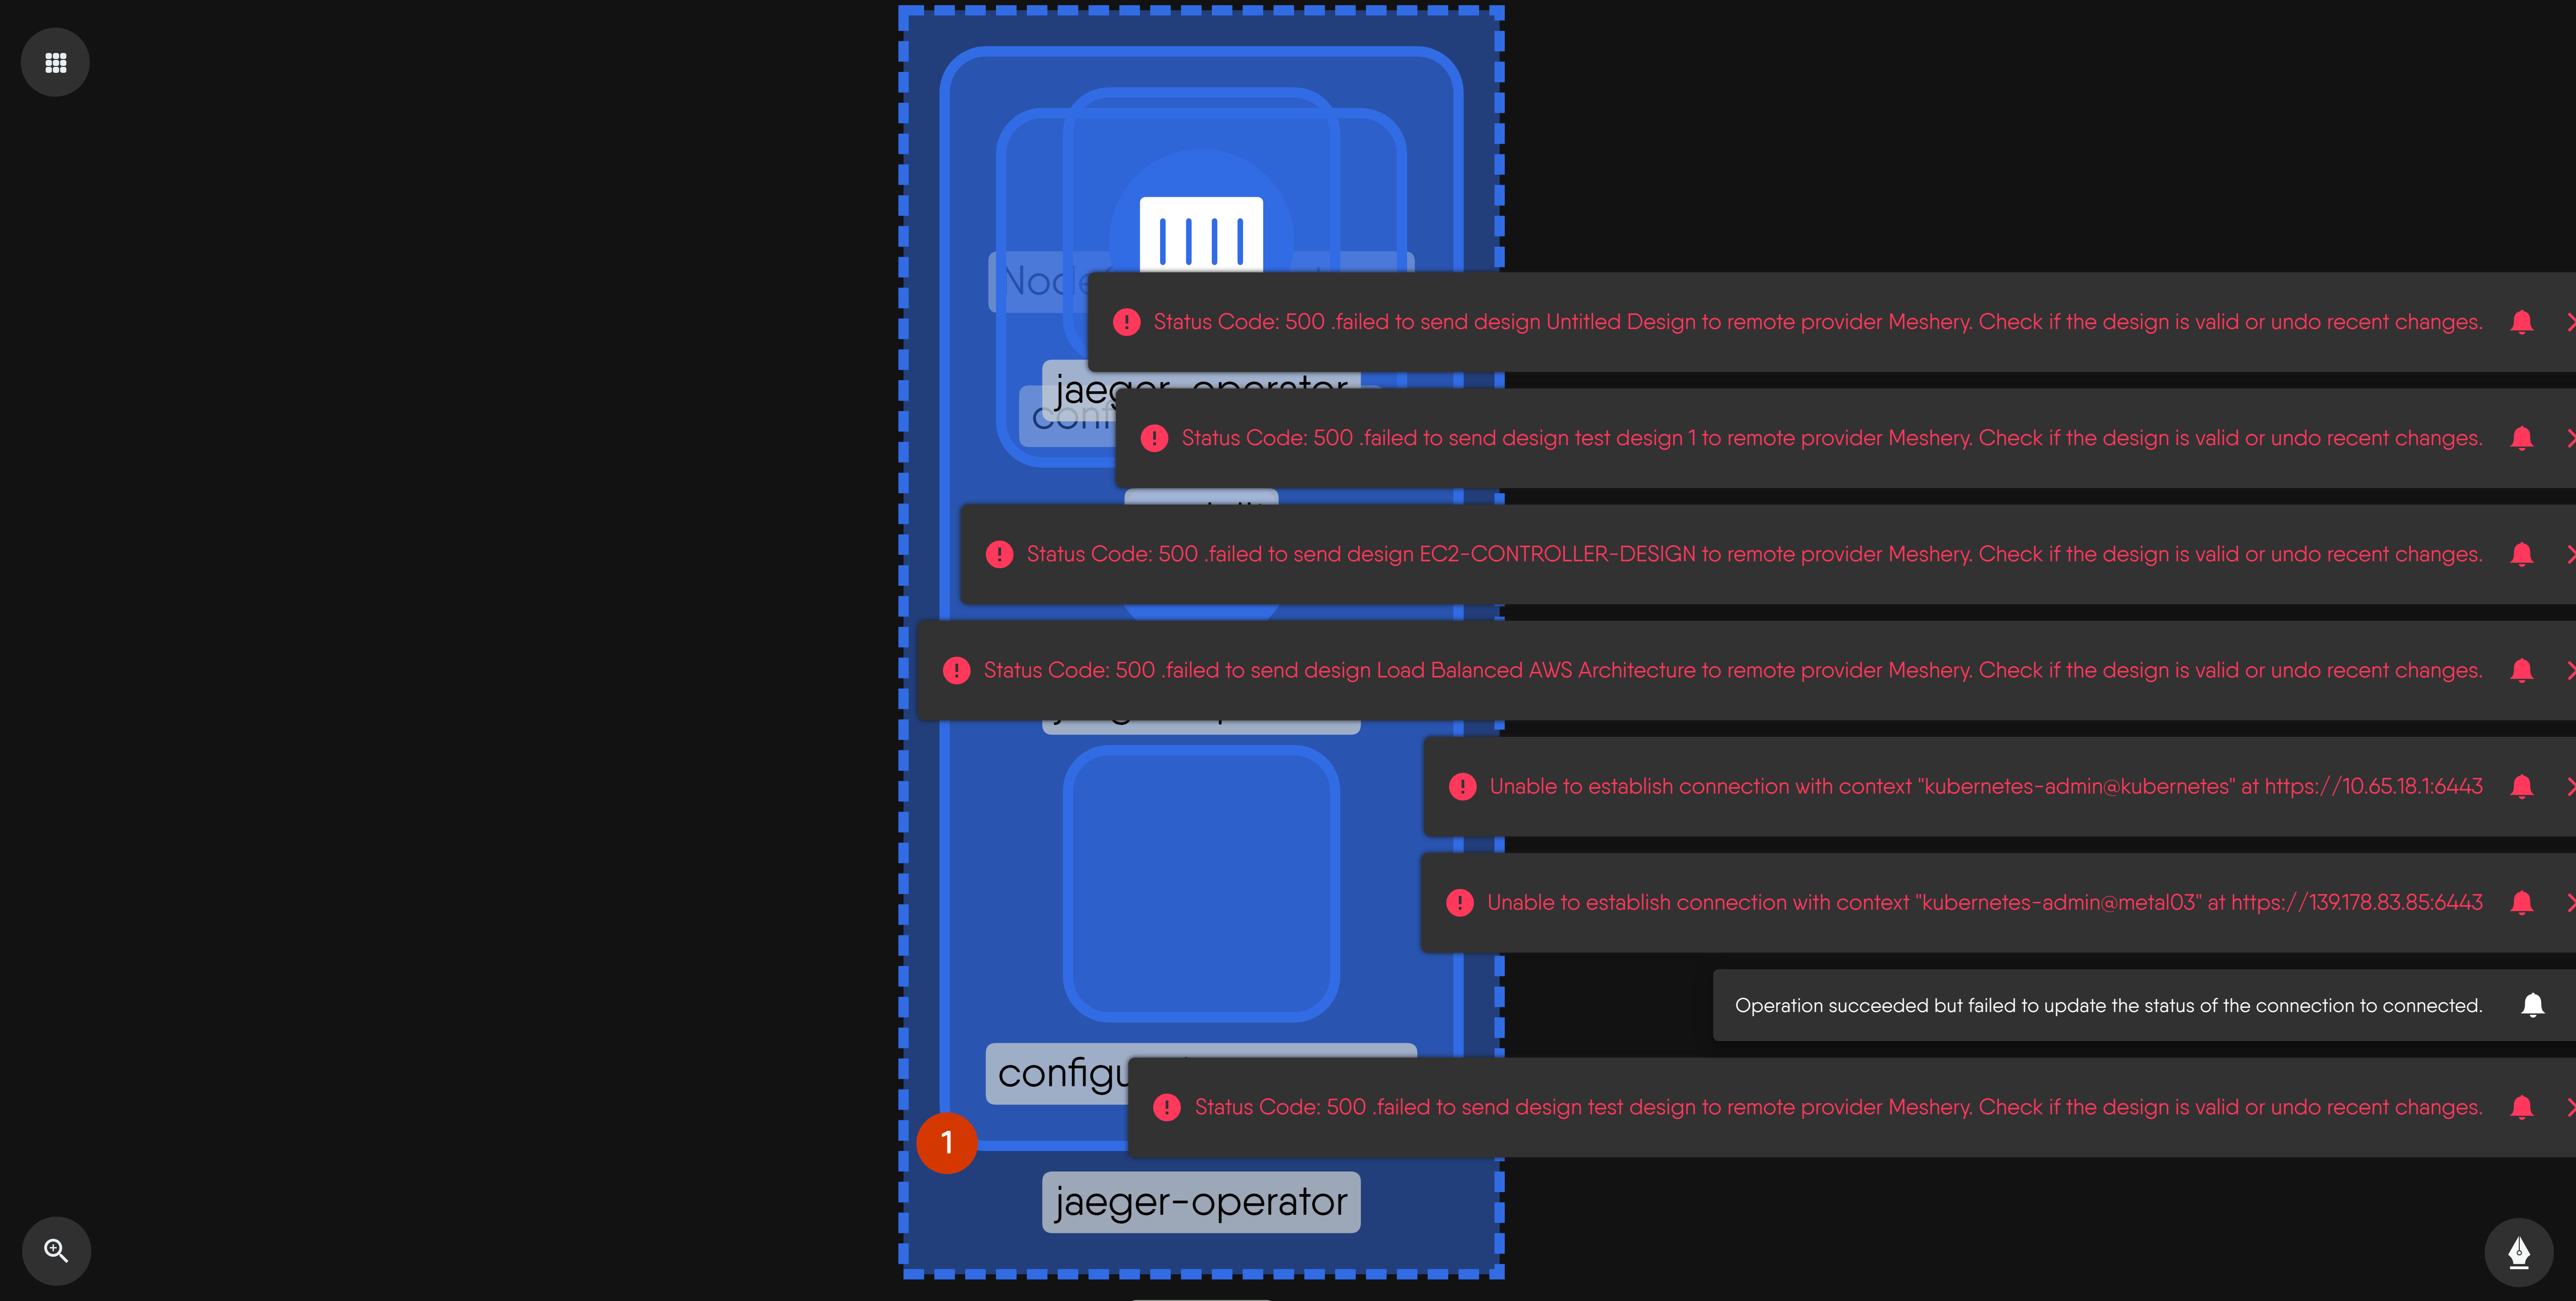 Status Code: 500 .failed to send design Untitled Design to remote provider Meshery. Check if the design is valid or undo recent changes.
jaeger-operator
Status Code: 500 .failed to send design test design 1 to remote provider Meshery. Check if the design is valid or undo recent changes.
Status Code: 500 .failed to send design EC2-CONTROLLER-DESIGN to remote provider Meshery. Check if the design is valid or undo recent changes.
Status Code: 500 .failed to send design Load Balanced AWS Architecture to remote provider Meshery. Check if the design is valid or undo recent changes.
Unable to establish connection with context "kubernetes-admin@kubernetes" at https://10.65.18.1:6443
Unable to establish connection with context "kubernetes-admin@metal03" at https://139.178.83.85:6443
Operation succeeded but failed to update the status of the connection to connected.
Status Code: 500 .failed to send design test design to remote provider Meshery. Check if the design is valid or undo recent changes.
1
jaeger-operator